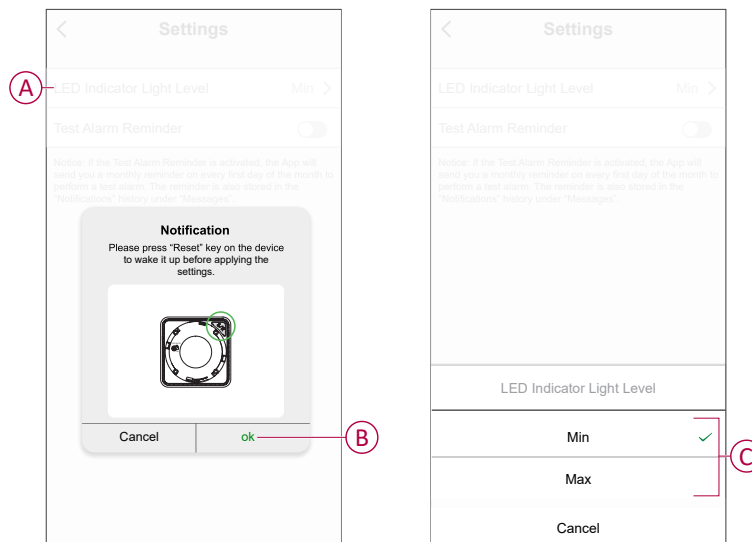 Settings
A
LED Indicator Light Level Min
Test Alarm Reminder
Notice: If the Test Alarm Reminder is activated, the App will
send you a monthly reminder on every first day of the month to
perform a test alarm. The reminder is also stored in the
"Notifications" history under "Messages"
Notification
Please press "Reset" key on the device
to wake it up before applying the
settings.
Cancel ok
B
Settings
LED Indicator Light Level Min
Test Alarm Reminder
Notice: If the Test Alarm Reminder is activated, the App will
send you a monthly reminder on every first day of the month to
perform a test alarm. The reminder is also stored in the
"Notifications" history under "Messages"
LED Indicator Light Level
Min
Max
C
Cancel